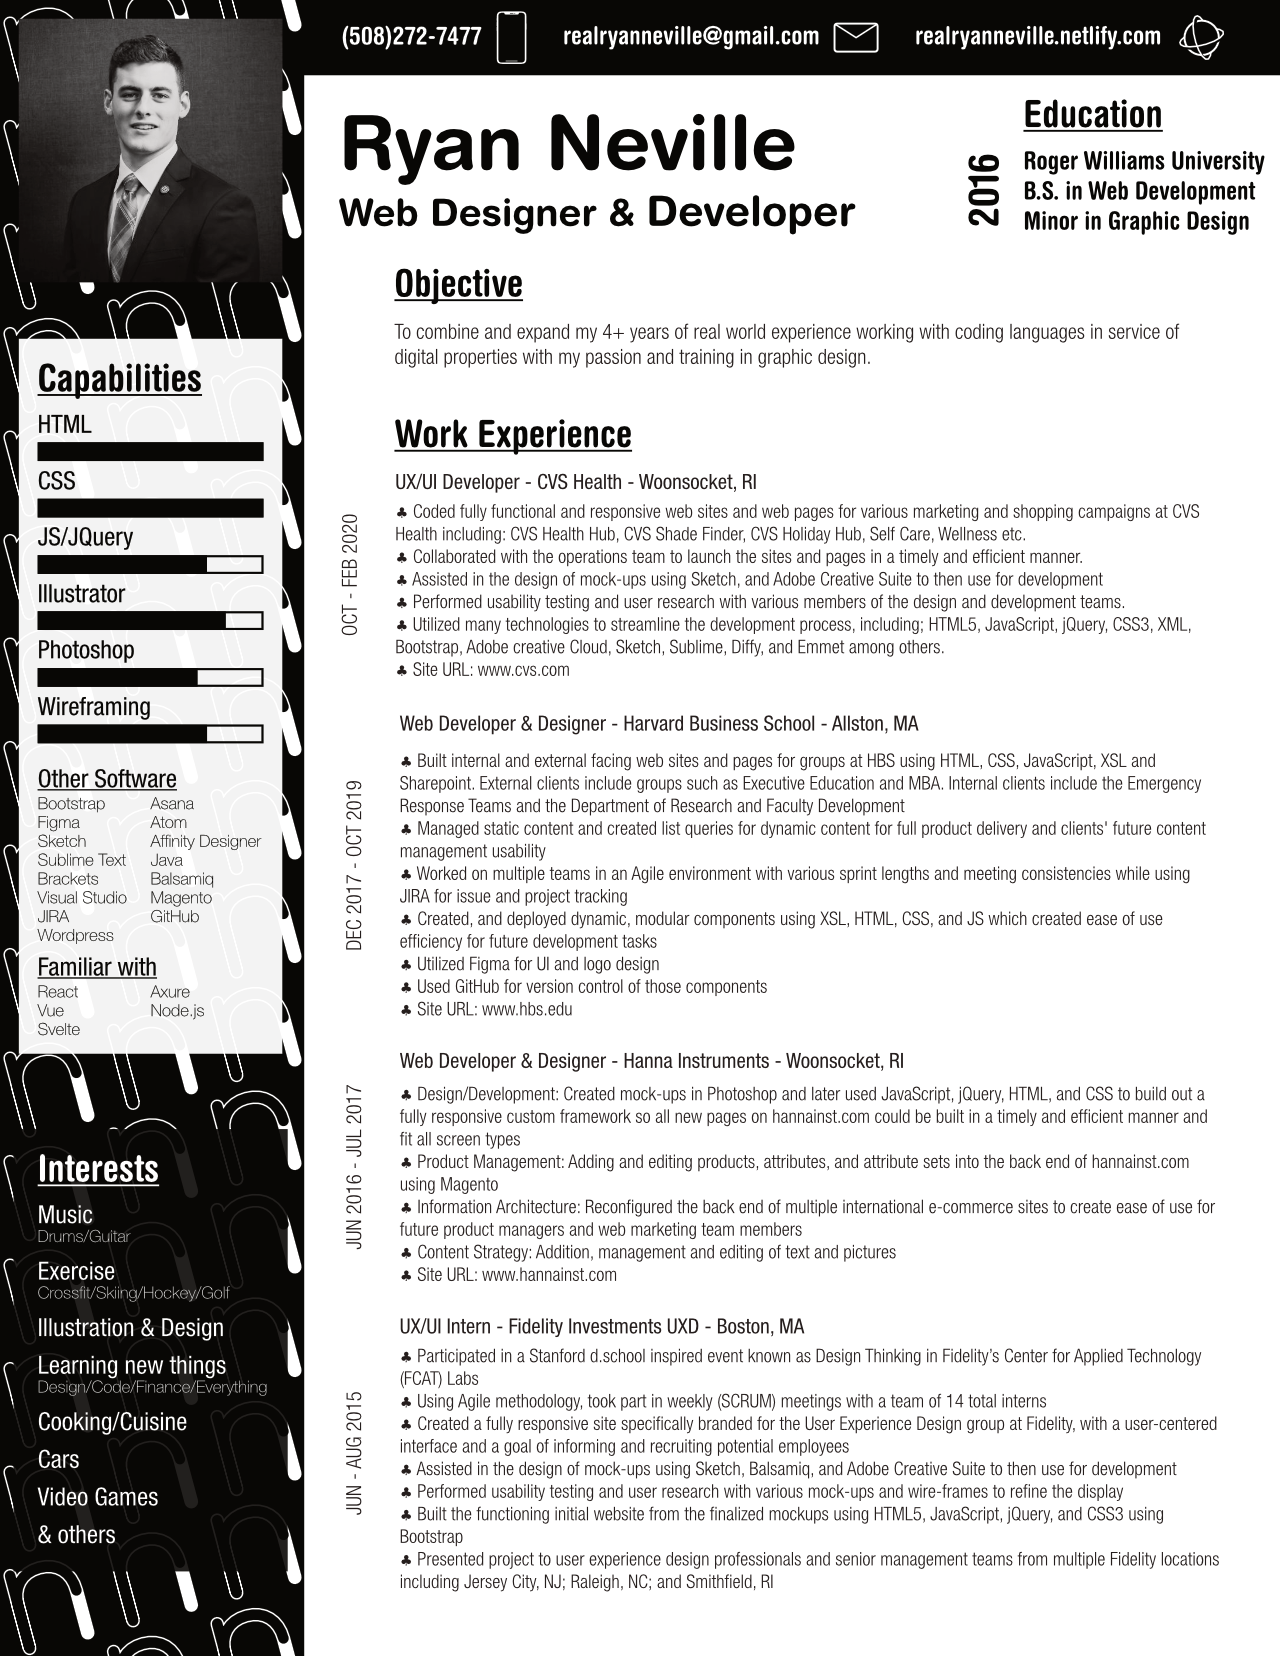 (508)272-7477
realryanneville@gmail.com
realryanneville.netlify.com
Ryan Neville
Web Designer & Developer
Education
2016
Roger Williams University
B.S. in Web Development
Minor in Graphic Design
Objective
To combine and expand my 4+ years of real world experience working with coding languages in service of
digital properties with my passion and training in graphic design.
Capabilities
HTML
CSS
JS/JQuery
Illustrator
Photoshop
Wireframing
Other Software
Bootstrap
Figma
Sketch
Sublime Text
Brackets
Visual Studio
JIRA
Wordpress
Asana
Atom
Affinity Designer
Java
Balsamiq
Magento
GitHub
Familiar with
React
Vue
Svelte
Axure
Node.js
Interests
Music
Drums/Guitar
Exercise
Crossfit/Skiing/Hockey/Golf
Illustration & Design
Learning new things
Design/Code/Finance/Everything
Cooking/Cuisine
Cars
Video Games
& others
Work Experience
UX/UI Developer - CVS Health - Woonsocket, RI
OCT - FEB 2020
♣ Coded fully functional and responsive web sites and web pages for various marketing and shopping campaigns at CVS
Health including: CVS Health Hub, CVS Shade Finder, CVS Holiday Hub, Self Care, Wellness etc.
♣ Collaborated with the operations team to launch the sites and pages in a timely and efficient manner.
♣ Assisted in the design of mock-ups using Sketch, and Adobe Creative Suite to then use for development
♣ Performed usability testing and user research with various members of the design and development teams.
♣ Utilized many technologies to streamline the development process, including; HTML5, JavaScript, jQuery, CSS3, XML,
Bootstrap, Adobe creative Cloud, Sketch, Sublime, Diffy, and Emmet among others.
♣ Site URL: www.cvs.com
Web Developer & Designer - Harvard Business School - Allston, MA
DEC 2017 - OCT 2019
♣ Built internal and external facing web sites and pages for groups at HBS using HTML, CSS, JavaScript, XSL and
Sharepoint. External clients include groups such as Executive Education and MBA. Internal clients include the Emergency
Response Teams and the Department of Research and Faculty Development
♣ Managed static content and created list queries for dynamic content for full product delivery and clients' future content
management usability
♣ Worked on multiple teams in an Agile environment with various sprint lengths and meeting consistencies while using
JIRA for issue and project tracking
♣ Created, and deployed dynamic, modular components using XSL, HTML, CSS, and JS which created ease of use
efficiency for future development tasks
♣ Utilized Figma for UI and logo design
♣ Used GitHub for version control of those components
♣ Site URL: www.hbs.edu
Web Developer & Designer - Hanna Instruments - Woonsocket, RI
JUN 2016 - JUL 2017
♣ Design/Development: Created mock-ups in Photoshop and later used JavaScript, jQuery, HTML, and CSS to build out a
fully responsive custom framework so all new pages on hannainst.com could be built in a timely and efficient manner and
fit all screen types
♣ Product Management: Adding and editing products, attributes, and attribute sets into the back end of hannainst.com
using Magento
♣ Information Architecture: Reconfigured the back end of multiple international e-commerce sites to create ease of use for
future product managers and web marketing team members
♣ Content Strategy: Addition, management and editing of text and pictures
♣ Site URL: www.hannainst.com
UX/UI Intern - Fidelity Investments UXD - Boston, MA
JUN - AUG 2015
♣ Participated in a Stanford d.school inspired event known as Design Thinking in Fidelity's Center for Applied Technology
(FCAT) Labs
♣ Using Agile methodology, took part in weekly (SCRUM) meetings with a team of 14 total interns
♣ Created a fully responsive site specifically branded for the User Experience Design group at Fidelity, with a user-centered
interface and a goal of informing and recruiting potential employees
♣ Assisted in the design of mock-ups using Sketch, Balsamiq, and Adobe Creative Suite to then use for development
♣ Performed usability testing and user research with various mock-ups and wire-frames to refine the display
♣ Built the functioning initial website from the finalized mockups using HTML5, JavaScript, jQuery, and CSS3 using
Bootstrap
♣ Presented project to user experience design professionals and senior management teams from multiple Fidelity locations
including Jersey City, NJ; Raleigh, NC; and Smithfield, RI